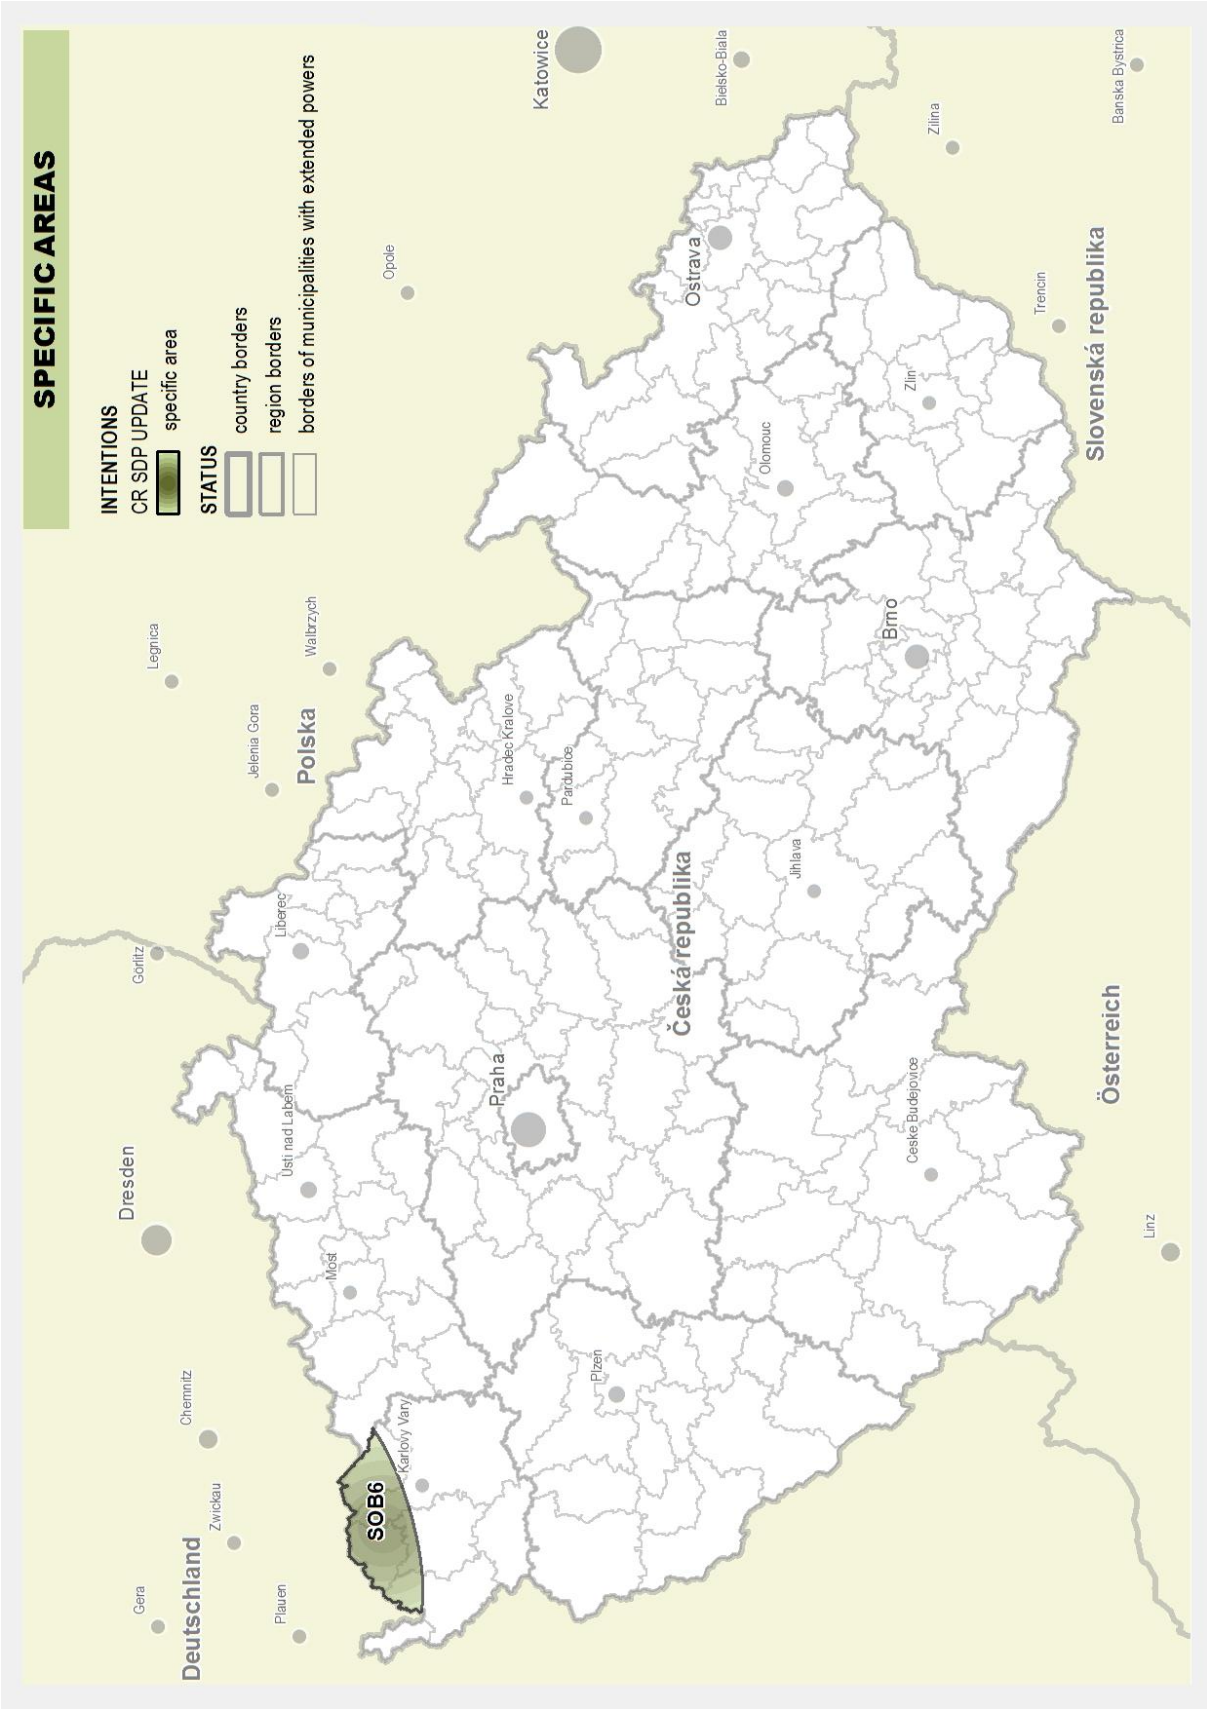 SPECIFIC AREAS
INTENTIONS
CR SDP UPDATE
specific area
STATUS
country borders
region borders
borders of municipalities with extended powers
Katowice
Bielsko-Biala
Zilina
Banska Bystrica
Opole
Ostrava
Trencin
Slovenská republika
Zlin
Olomouc
Legnica
Walbrzych
Jelenia Gora
Polska
Hradec Kralove
Pardubice
Brno
Jihlava
Česká republika
Liberec
Görlitz
Praha
Usti nad Labem
Dresden
Most
Ceske Budejovice
Österreich
Linz
Plzen
Karlovy Vary
SOB6
Chemnitz
Zwickau
Deutschland
Gera
Plauen